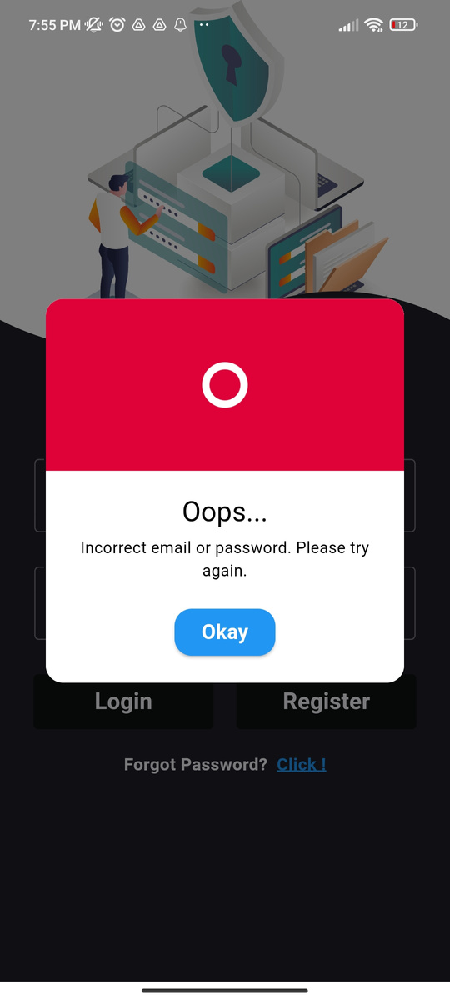 7:55 PM
12
Oops...
Incorrect email or password. Please try
again.
Okay
Login
Register
Forgot Password? Click !